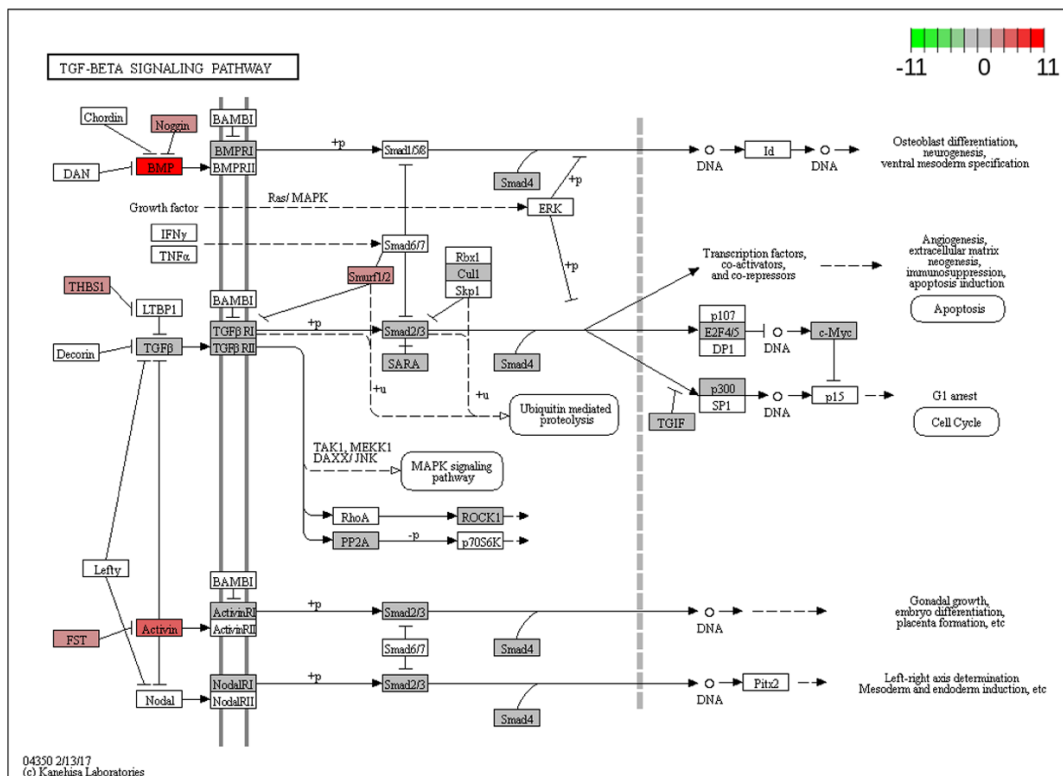 -11 0 11
TGF-BETA SIGNALING PATHWAY
Chordin
Noggin
BAMBI
DAN
BMP
BMPRI
BMPRII
+p
Smad1/5/8
Smad4
+p
DNA
Id
DNA
Osteoblast differentiation,
neurogenesis,
ventral mesoderm specification
Growth factor
Ras/ MAPK
ERK
IFNγ
TNFα
Smad6/7
Rbx1
Cul1
Skp1
+p
Transcription factors,
co-activators,
and co-repressors
Angiogenesis,
extracellular matrix
neogenesis,
immunosuppression,
apoptosis induction
Apoptosis
THBS1
Smurf1/2
BAMBI
LTBP1
Decorin
TGFβ
TGFβ RI
TGFβ RII
+p
Smad2/3
SARA
Smad4
+u
+u
Ubiquitin mediated
proteolysis
p107
E2F4/5
DP1
DNA
c-Myc
p300
SP1
TGIF
DNA
p15
G1 arrest
Cell Cycle
TAK1, MEKK1
DAXX/ JNK
MAPK signaling
pathway
RhoA
ROCK1
PP2A
-p
p70S6K
Lefty
BAMBI
FST
Activin
ActivinRI
ActivinRII
+p
Smad2/3
Smad6/7
Smad4
DNA
Gonadal growth,
embryo differentiation,
placenta formation, etc
Nodal
NodalRI
NodalRII
+p
Smad2/3
Smad4
DNA
Pitx2
Left-right axis determination
Mesoderm and endoderm induction, etc
04350 2/13/17
(c) Kanehisa Laboratories